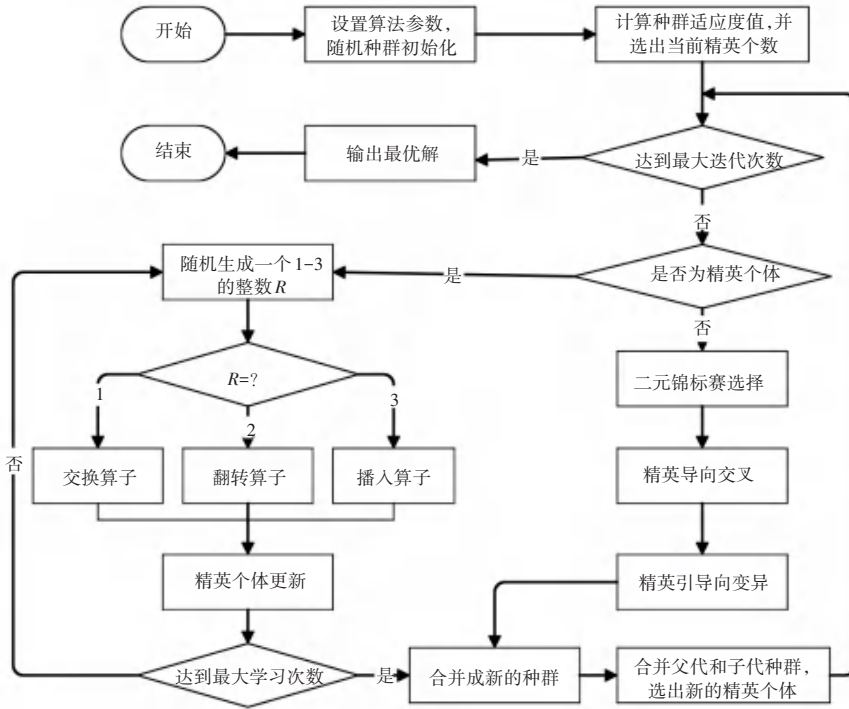 开始
设置算法参数，
随机种群初始化
计算种群适应度值，并
选出当前精英个数
结束
输出最优解
是
达到最大迭代次数
否
随机生成一个1-3
的整数R
是
是否为精英个体
否
R=?
1
2
3
二元锦标赛选择
否
交换算子
翻转算子
播入算子
精英导向交叉
精英个体更新
精英引导向变异
达到最大学习次数
是
合并成新的种群
合并父代和子代种群，
选出新的精英个体